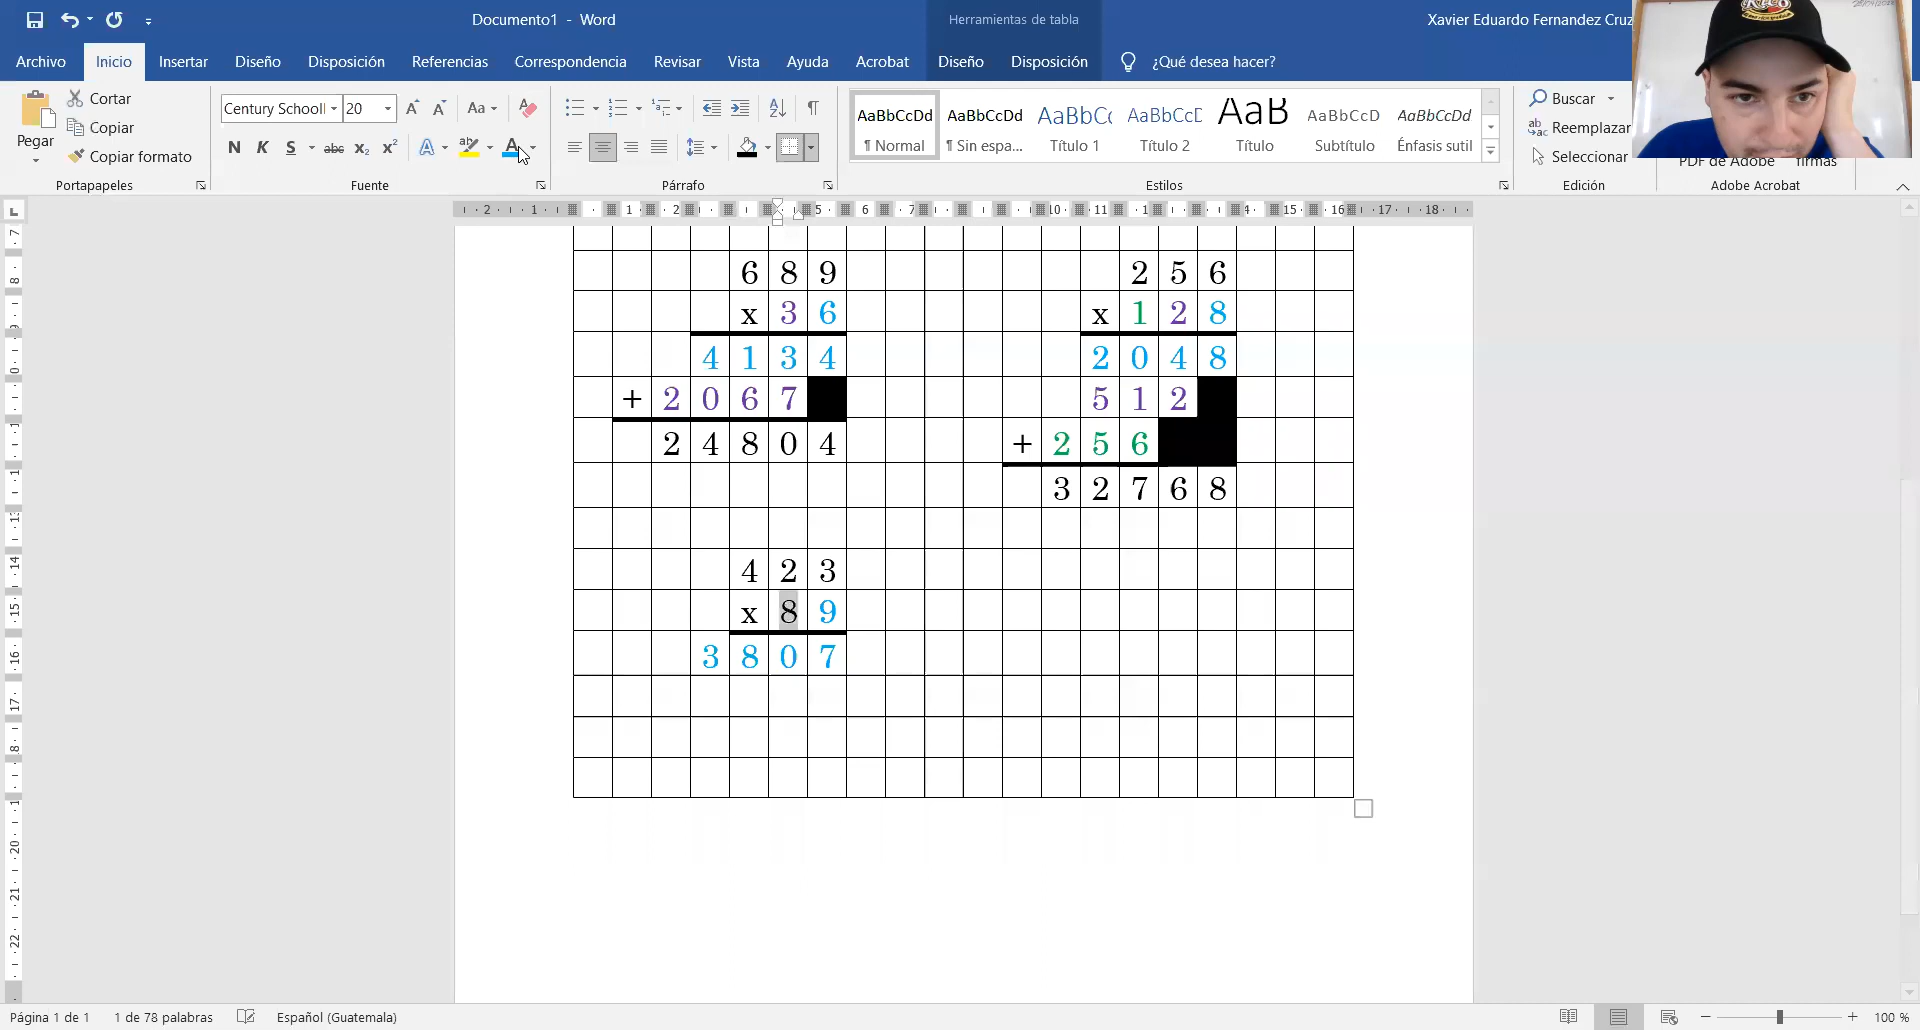 Documento1 - Word
Herramientas de tabla
Xavier Eduardo Fernandez Cruz
Archivo
Inicio
Insertar
Diseño
Disposición
Referencias
Correspondencia
Revisar
Vista
Ayuda
Acrobat
Diseño
Disposición
¿Qué desea hacer?
Pegar
Cortar
Copiar
Copiar formato
Portapapeles
Century Schooll
20
Aa
N K S abc x₂ x² A ab A
Fuente
Párrafo
AaBbCcDd
¶ Normal
AaBbCcDd
¶ Sin espa...
AaBbCc
Título 1
AaBbCcD
Título 2
AaB
Título
AaBbCcD
Subtítulo
AaBbCcDd
Énfasis sutil
Estilos
Buscar
Reemplazar
Seleccionar
Edición
PDF de Adobe
firmas
Adobe Acrobat
6 8 9
x 3 6
4 1 3 4
+ 2 0 6 7
2 4 8 0 4
2 5 6
x 1 2 8
2 0 4 8
5 1 2
+ 2 5 6
3 2 7 6 8
4 2 3
x 8 9
3 8 0 7
Página 1 de 1
1 de 78 palabras
Español (Guatemala)
100 %